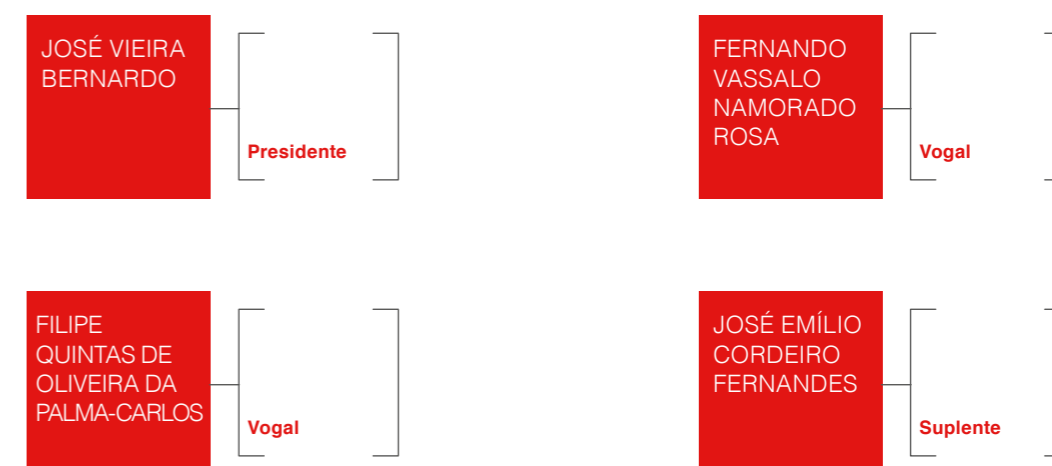 JOSÉ VIEIRA
BERNARDO
Presidente
FERNANDO
VASSALO
NAMORADO
ROSA
Vogal
FILIPE
QUINTAS DE
OLIVEIRA DA
PALMA-CARLOS
Vogal
JOSÉ EMÍLIO
CORDEIRO
FERNANDES
Suplente